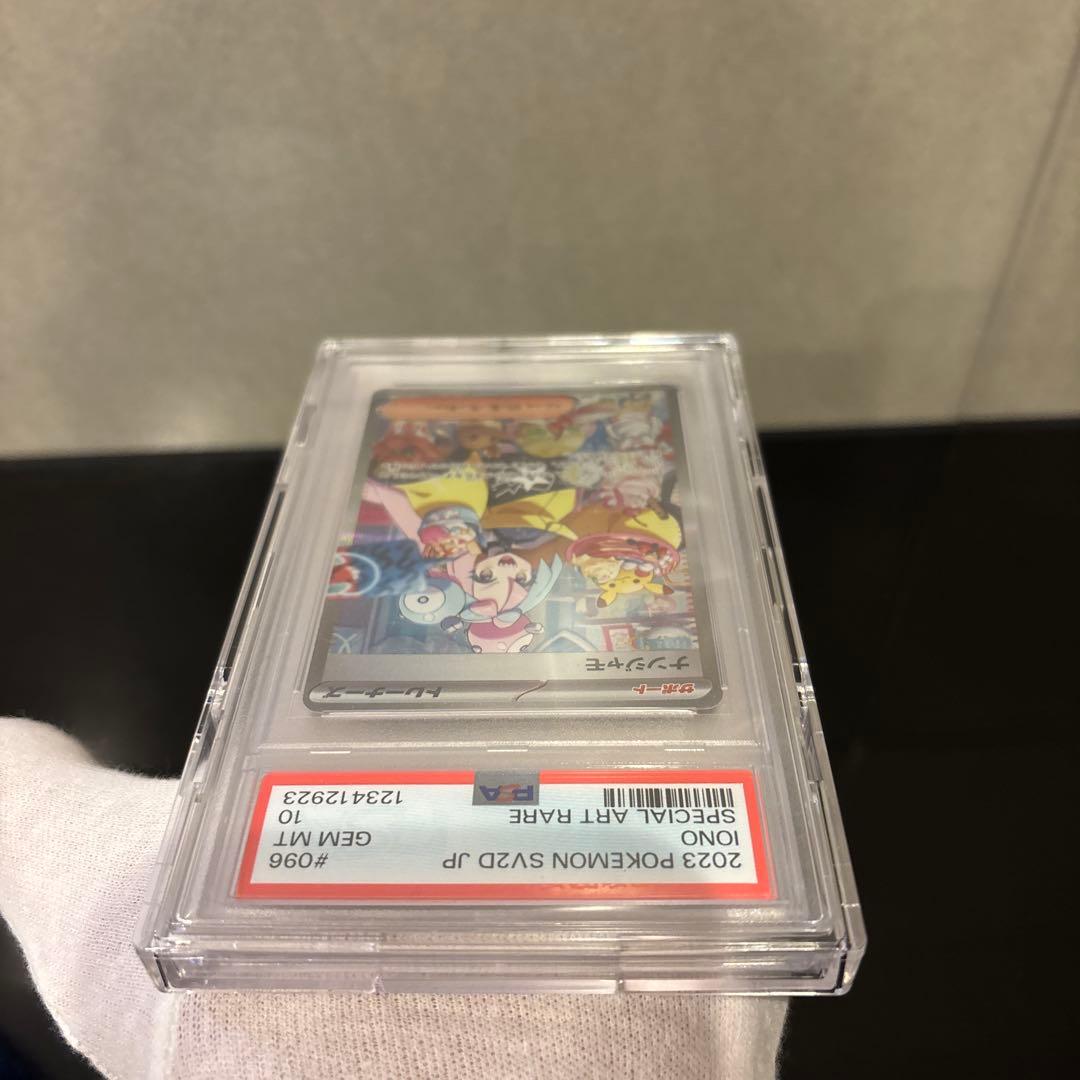 2023 POKEMON SV2D JP #096
IONO GEM MT
SPECIAL ART RARE 10
PSA 123412923
サポート トレーナーズ
ナンジャモ